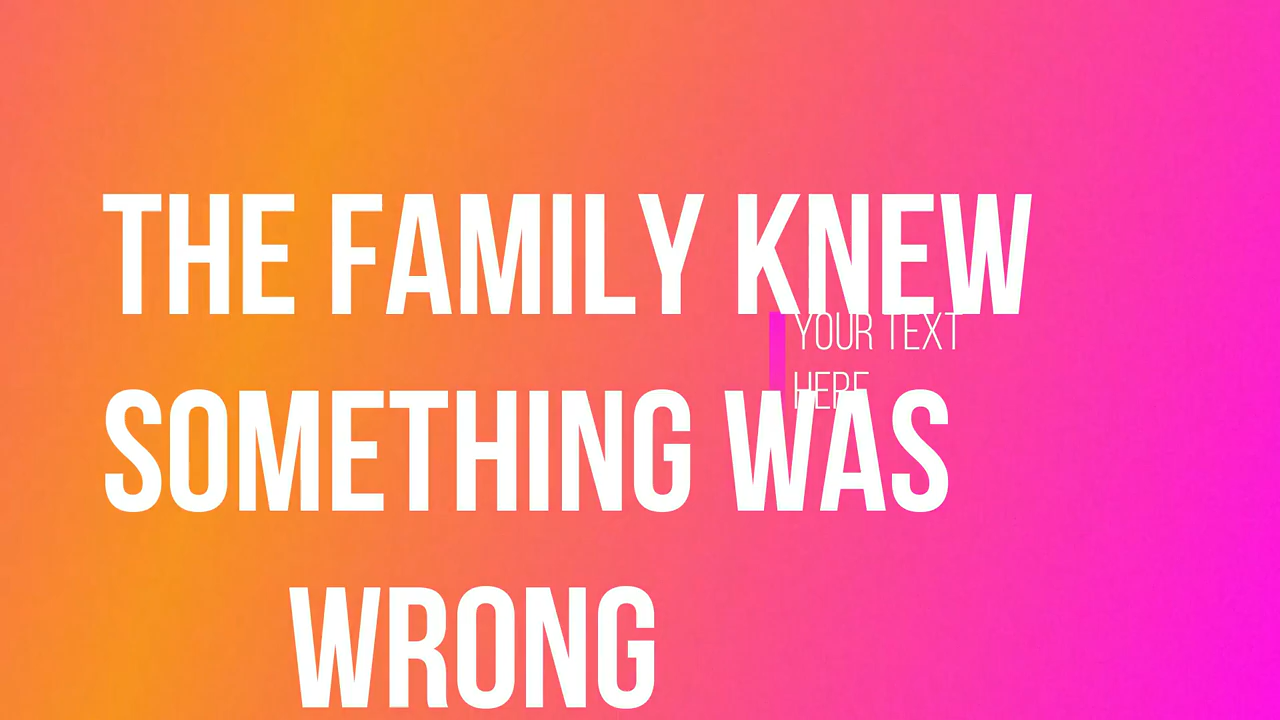 THE FAMILY KNEW
YOUR TEXT
HERE
SOMETHING WAS
WRONG